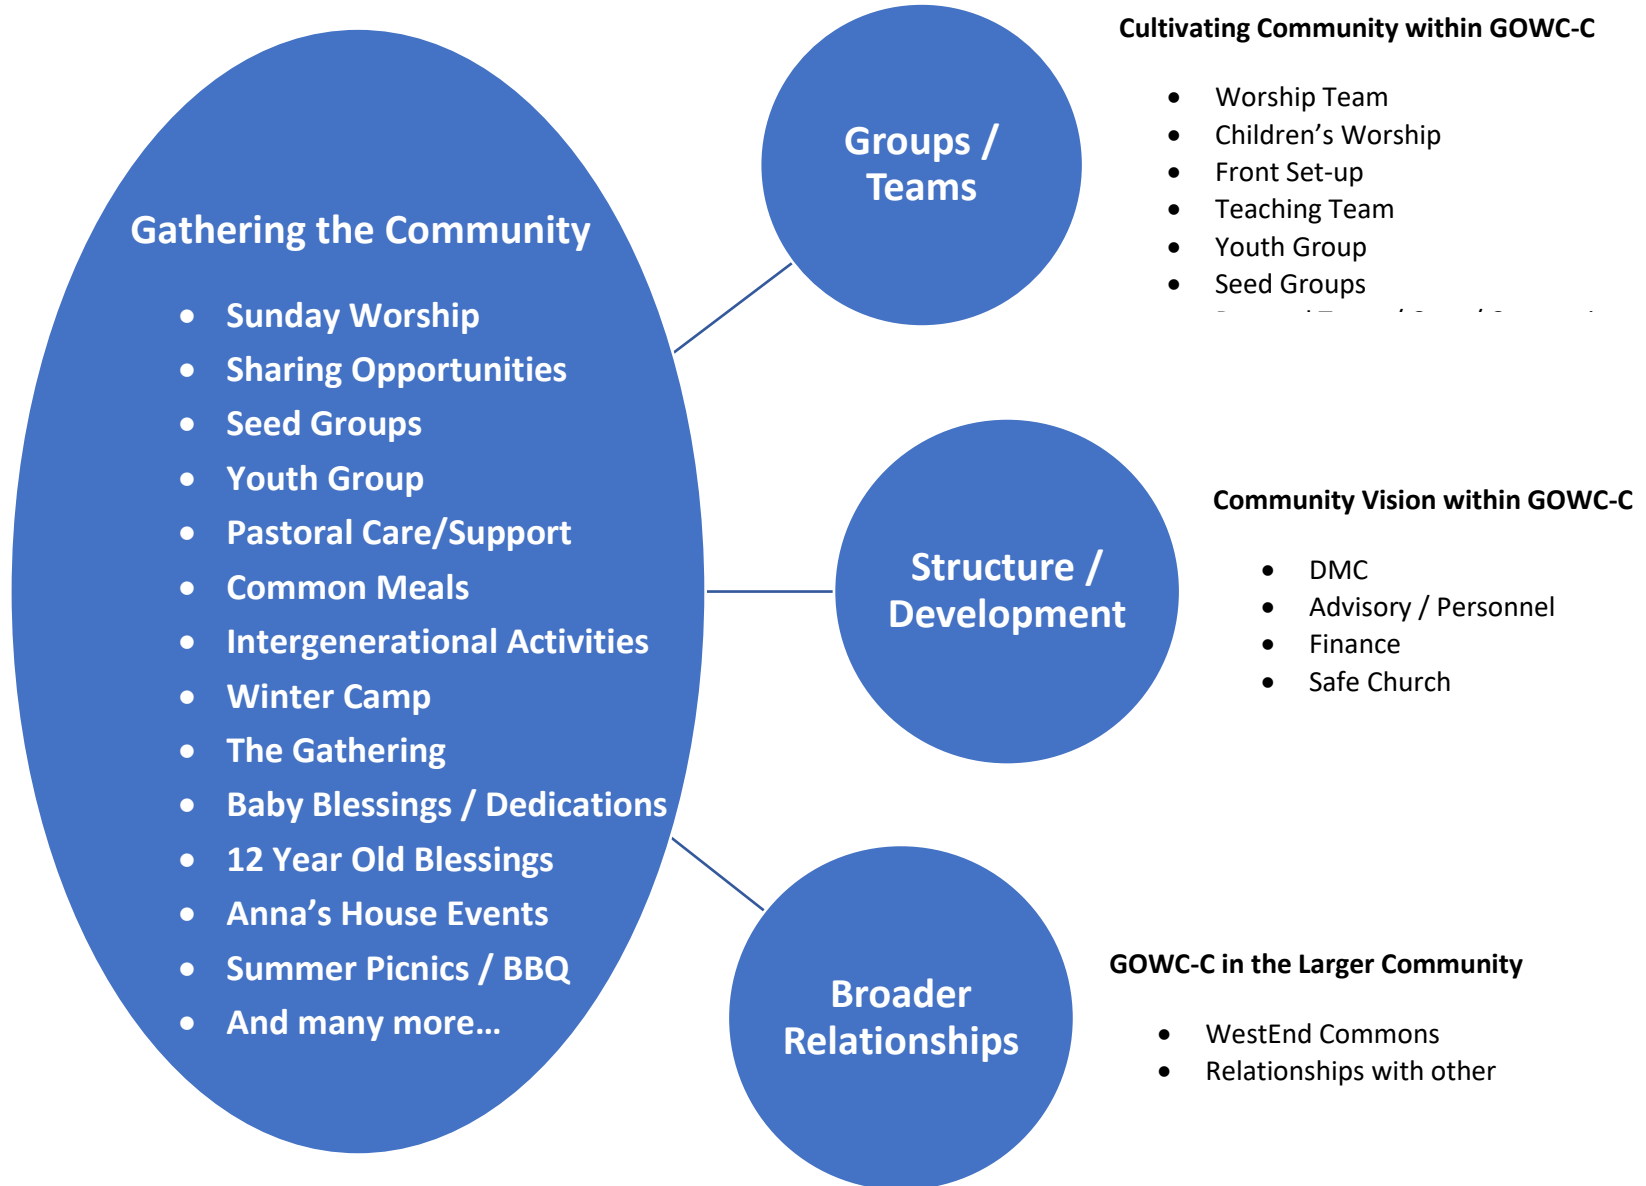 Gathering the Community
• Sunday Worship
• Sharing Opportunities
• Seed Groups
• Youth Group
• Pastoral Care/Support
• Common Meals
• Intergenerational Activities
• Winter Camp
• The Gathering
• Baby Blessings / Dedications
• 12 Year Old Blessings
• Anna’s House Events
• Summer Picnics / BBQ
• And many more…
Groups /
Teams
Cultivating Community within GOWC-C
• Worship Team
• Children’s Worship
• Front Set-up
• Teaching Team
• Youth Group
• Seed Groups
Structure /
Development
Community Vision within GOWC-C
• DMC
• Advisory / Personnel
• Finance
• Safe Church
Broader
Relationships
GOWC-C in the Larger Community
• WestEnd Commons
• Relationships with other